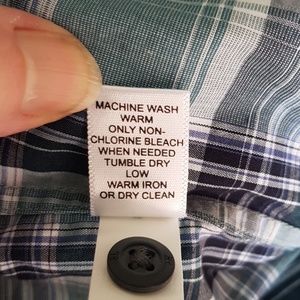 MACHINE WASH
WARM
ONLY NON-
CHLORINE BLEACH
WHEN NEEDED
TUMBLE DRY
LOW
WARM IRON
OR DRY CLEAN